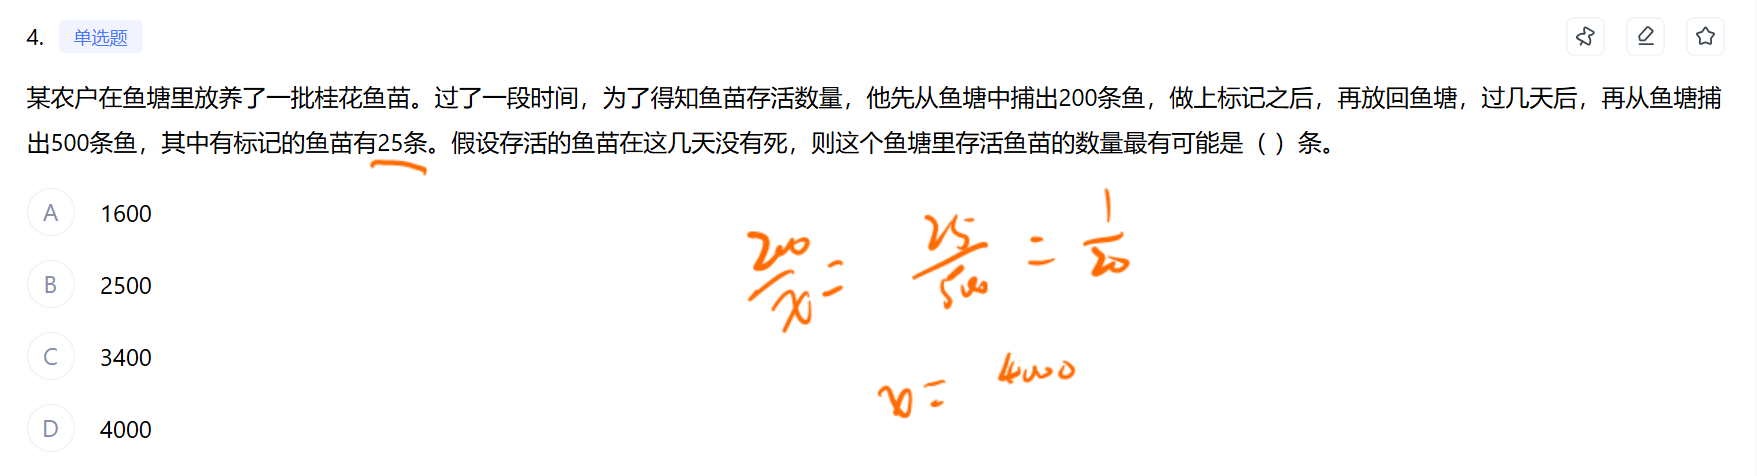 4. 单选题
某农户在鱼塘里放养了一批桂花鱼苗。过了一段时间，为了得知鱼苗存活数量，他先从鱼塘中捕出200条鱼，做上标记之后，再放回鱼塘，过几天后，再从鱼塘捕
出500条鱼，其中有标记的鱼苗有25条。假设存活的鱼苗在这几天没有死，则这个鱼塘里存活鱼苗的数量最有可能是（ ）条。
A 1600
B 2500
C 3400
D 4000
200/x = 25/500 = 1/20
x = 4000